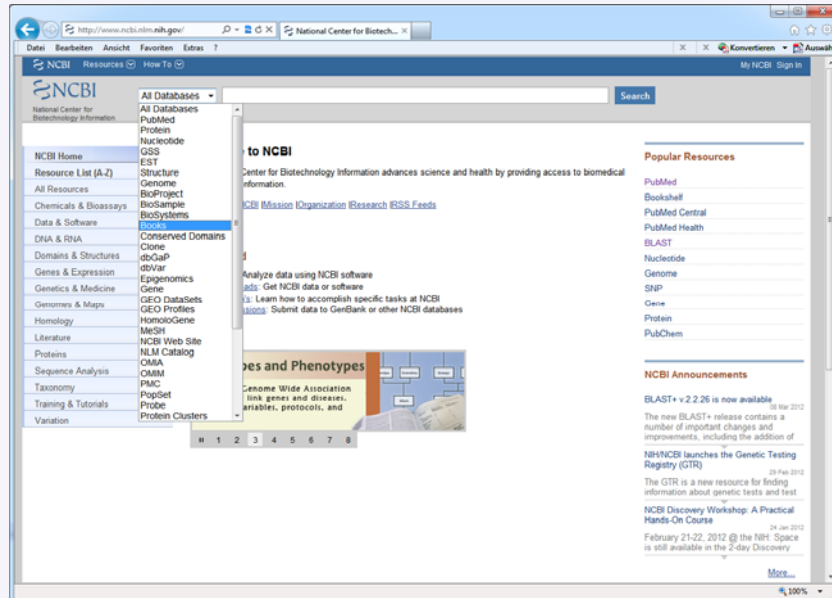 http://www.ncbi.nlm.nih.gov/
National Center for Biotech...
Datei Bearbeiten Ansicht Favoriten Extras ?
X X Konvertieren Auswäh
NCBI Resources How To
My NCBI Sign In
NCBI
National Center for
Biotechnology Information
All Databases
Search
All Databases
PubMed
Protein
Nucleotide
GSS
EST
Structure
Genome
BioProject
BioSample
BioSystems
Books
Conserved Domains
Clone
dbGaP
dbVar
Epigenomics
Gene
GEO DataSets
GEO Profiles
HomoloGene
MeSH
NCBI Web Site
NLM Catalog
OMIA
OMIM
PMC
PopSet
Probe
Protein Clusters
NCBI Home
Resource List (A-Z)
All Resources
Chemicals & Bioassays
Data & Software
DNA & RNA
Domains & Structures
Genes & Expression
Genetics & Medicine
Genomes & Maps
Homology
Literature
Proteins
Sequence Analysis
Taxonomy
Training & Tutorials
Variation
to NCBI
Center for Biotechnology Information advances science and health by providing access to biomedical
nformation.
NCBI |Mission |Organization |Research |RSS Feeds
d
Analyze data using NCBI software
ads: Get NCBI data or software
's: Learn how to accomplish specific tasks at NCBI
ssions: Submit data to GenBank or other NCBI databases
pes and Phenotypes
Genome Wide Association
link genes and diseases.
ariables, protocols, and
1 2 3 4 5 6 7 8
Popular Resources
PubMed
Bookshelf
PubMed Central
PubMed Health
BLAST
Nucleotide
Genome
SNP
Gene
Protein
PubChem
NCBI Announcements
BLAST+ v.2.2.26 is now available
08 Mar 2012
The new BLAST+ release contains a
number of important changes and
improvements, including the addition of
NIH/NCBI launches the Genetic Testing
Registry (GTR)
29 Feb 2012
The GTR is a new resource for finding
information about genetic tests and test
NCBI Discovery Workshop: A Practical
Hands-On Course
24 Jan 2012
February 21-22, 2012 @ the NIH: Space
is still available in the 2-day Discovery
More...
100%